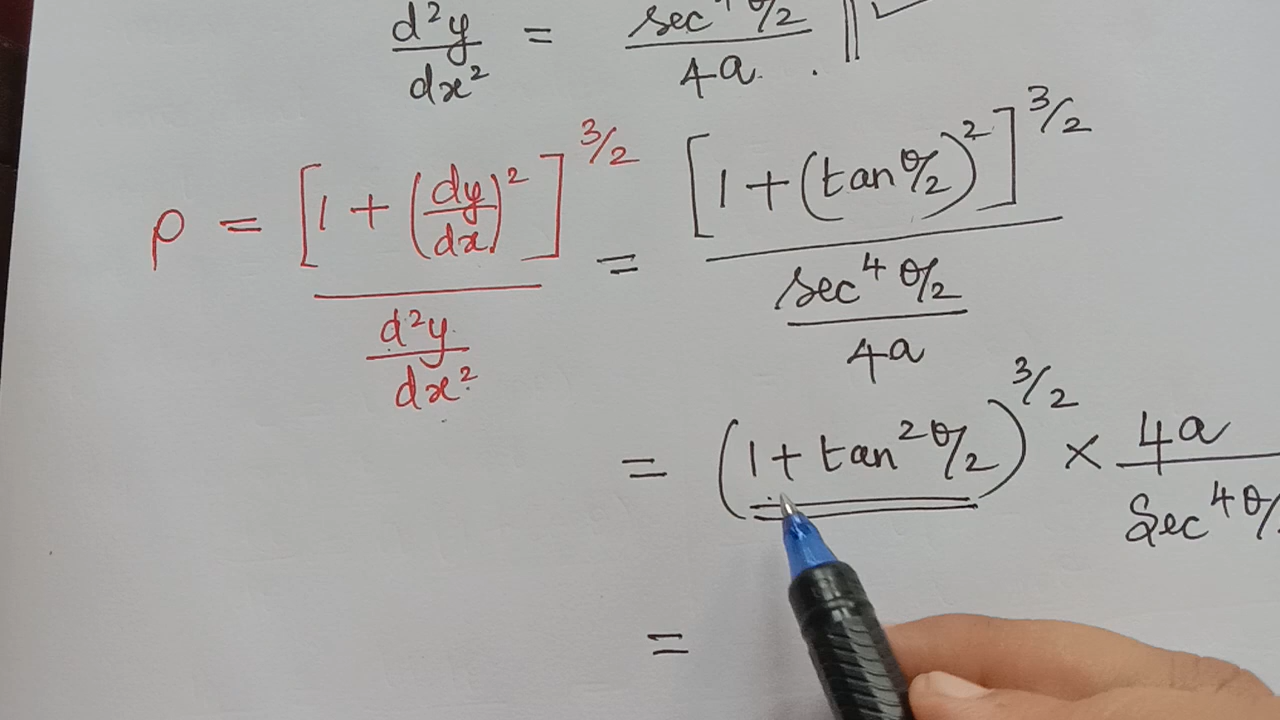 d²y/dx² = sec⁴ θ/2 / 4a . ||
ρ = [1 + (dy/dx)²]^3/2 / d²y/dx² = [1 + (tan θ/2)²]^3/2 / sec⁴ θ/2 / 4a
= (1 + tan² θ/2)^3/2 × 4a / Sec⁴ θ/
=